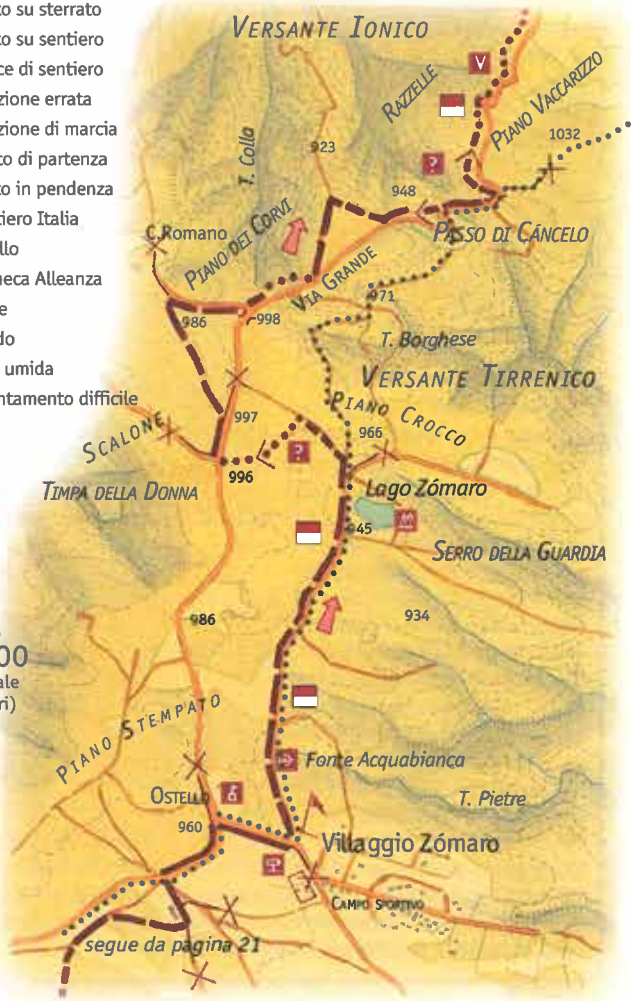 to su sterrato
to su sentiero
ce di sentiero
zione errata
zione di marcia
to di partenza
to in pendenza
tiero Italia
llo
neca Alleanza
e
do
umida
ntamento difficile
VERSANTE IONICO
RAZZELLE
V
PIANO VACCARIZZO
1032
923
T. Colla
?
948
C. Romano
PIANO DEI CORVI
PASSO DI CÁNCELO
VIA GRANDE
971
986
998
T. Borghese
VERSANTE TIRRENICO
PIANO CROCCO
997
966
SCALONE
?
996
TIMPA DELLA DONNA
Lago Zómaro
945
SERRO DELLA GUARDIA
934
986
00
ale
ri)
PIANO STEMPATO
Fonte Acquabianca
OSTELLO
T. Pietre
960
Villaggio Zómaro
CAMPO SPORTIVO
segue da pagina 21